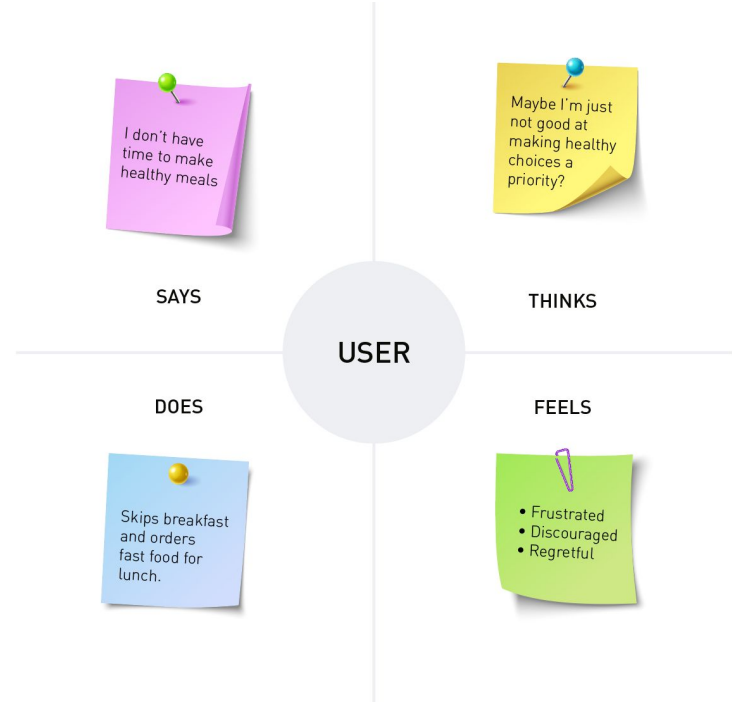 I don't have
time to make
healthy meals
SAYS
Maybe I'm just
not good at
making healthy
choices a
priority?
THINKS
USER
DOES
Skips breakfast
and orders
fast food for
lunch.
FEELS
• Frustrated
• Discouraged
• Regretful